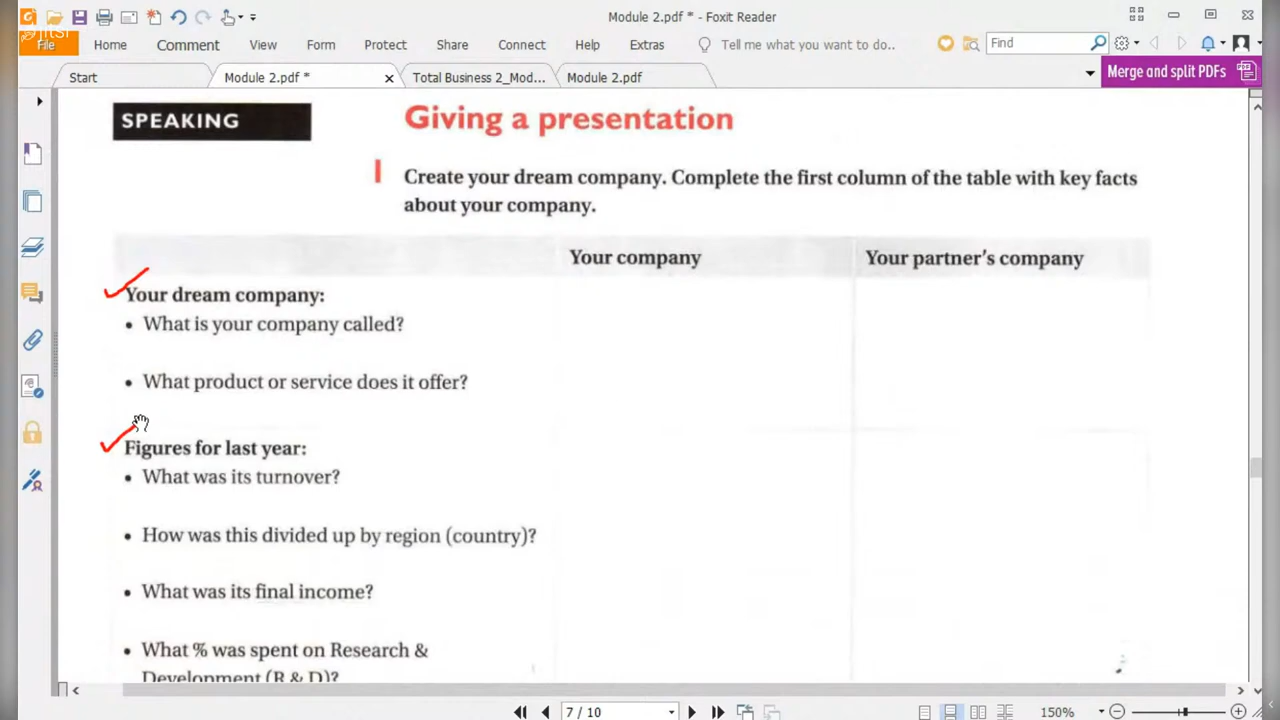 Module 2.pdf * - Foxit Reader
Jitsi
File Home Comment View Form Protect Share Connect Help Extras Tell me what you want to do.. Find
Start Module 2.pdf * Total Business 2_Mod... Module 2.pdf Merge and split PDFs
SPEAKING
Giving a presentation
1 Create your dream company. Complete the first column of the table with key facts
about your company.
Your company Your partner's company
Your dream company:
• What is your company called?
• What product or service does it offer?
Figures for last year:
• What was its turnover?
• How was this divided up by region (country)?
• What was its final income?
• What % was spent on Research &
Development (R & D)?
7 / 10 150%